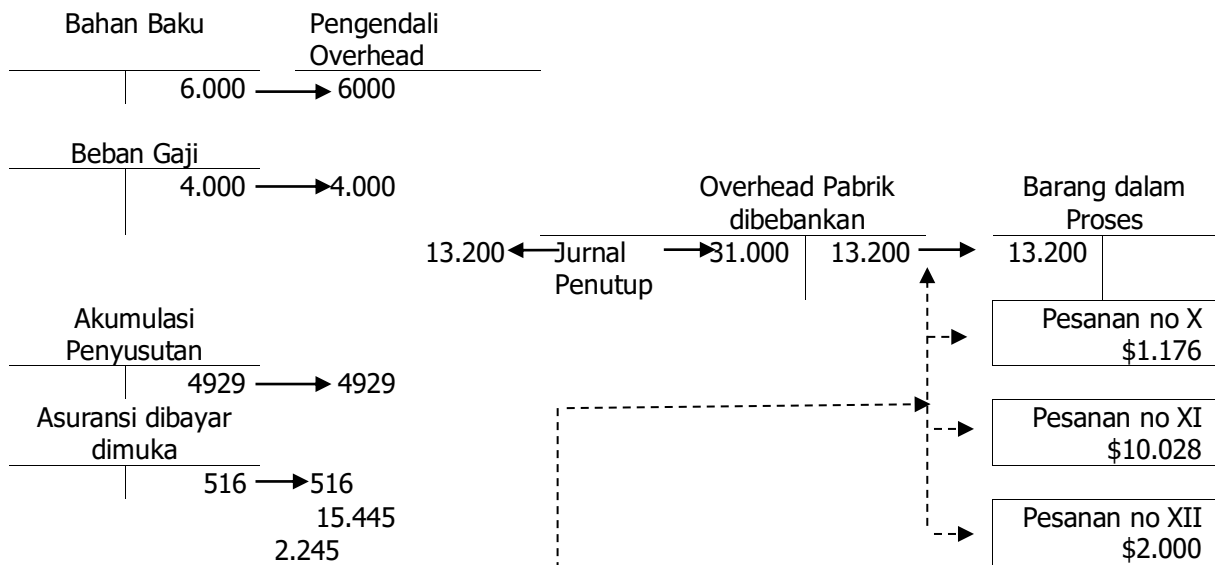 Bahan Baku
Pengendali
Overhead
6.000
6000
Beban Gaji
4.000
4.000
Overhead Pabrik
dibebankan
Barang dalam
Proses
13.200
Jurnal
Penutup
31.000
13.200
13.200
Akumulasi
Penyusutan
4929
4929
Pesanan no X
$1.176
Asuransi dibayar
dimuka
516
516
15.445
2.245
Pesanan no XI
$10.028
Pesanan no XII
$2.000